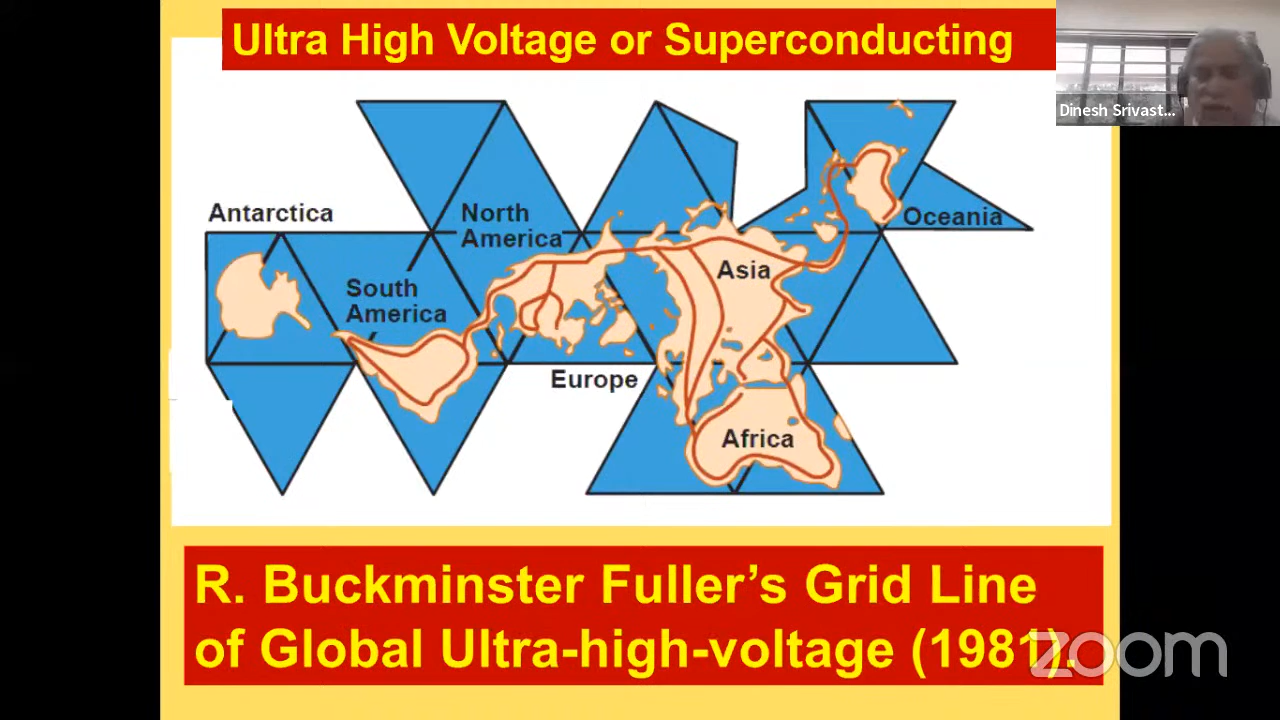 Ultra High Voltage or Superconducting
Dinesh Srivast...
Antarctica
North
America
Oceania
Asia
South
America
Europe
Africa
R. Buckminster Fuller’s Grid Line
of Global Ultra-high-voltage (1981).
zoom